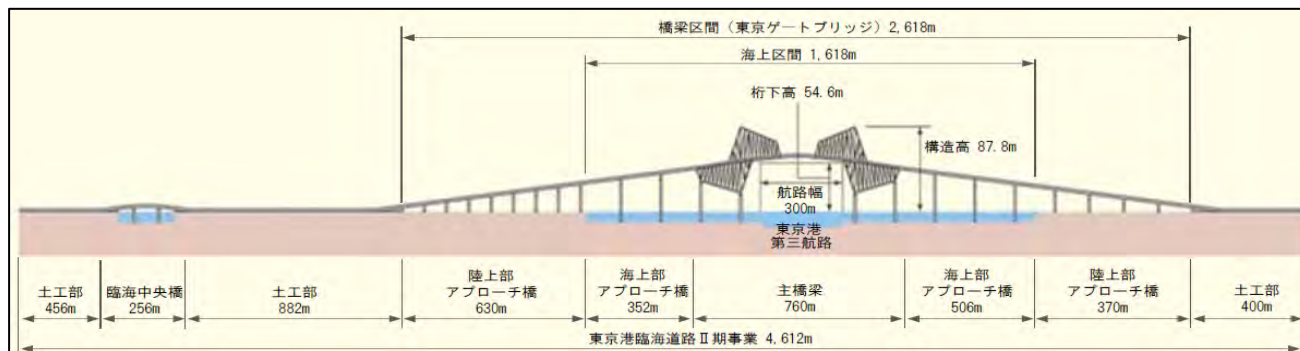 橋梁区間（東京ゲートブリッジ）2,618m
海上区間 1,618m
桁下高 54.6m
構造高 87.8m
航路幅
300m
東京港
第三航路
土工部
456m
臨海中央橋
256m
土工部
882m
陸上部
アプローチ橋
630m
海上部
アプローチ橋
352m
主橋梁
760m
海上部
アプローチ橋
506m
陸上部
アプローチ橋
370m
土工部
400m
東京港臨海道路Ⅱ期事業 4,612m